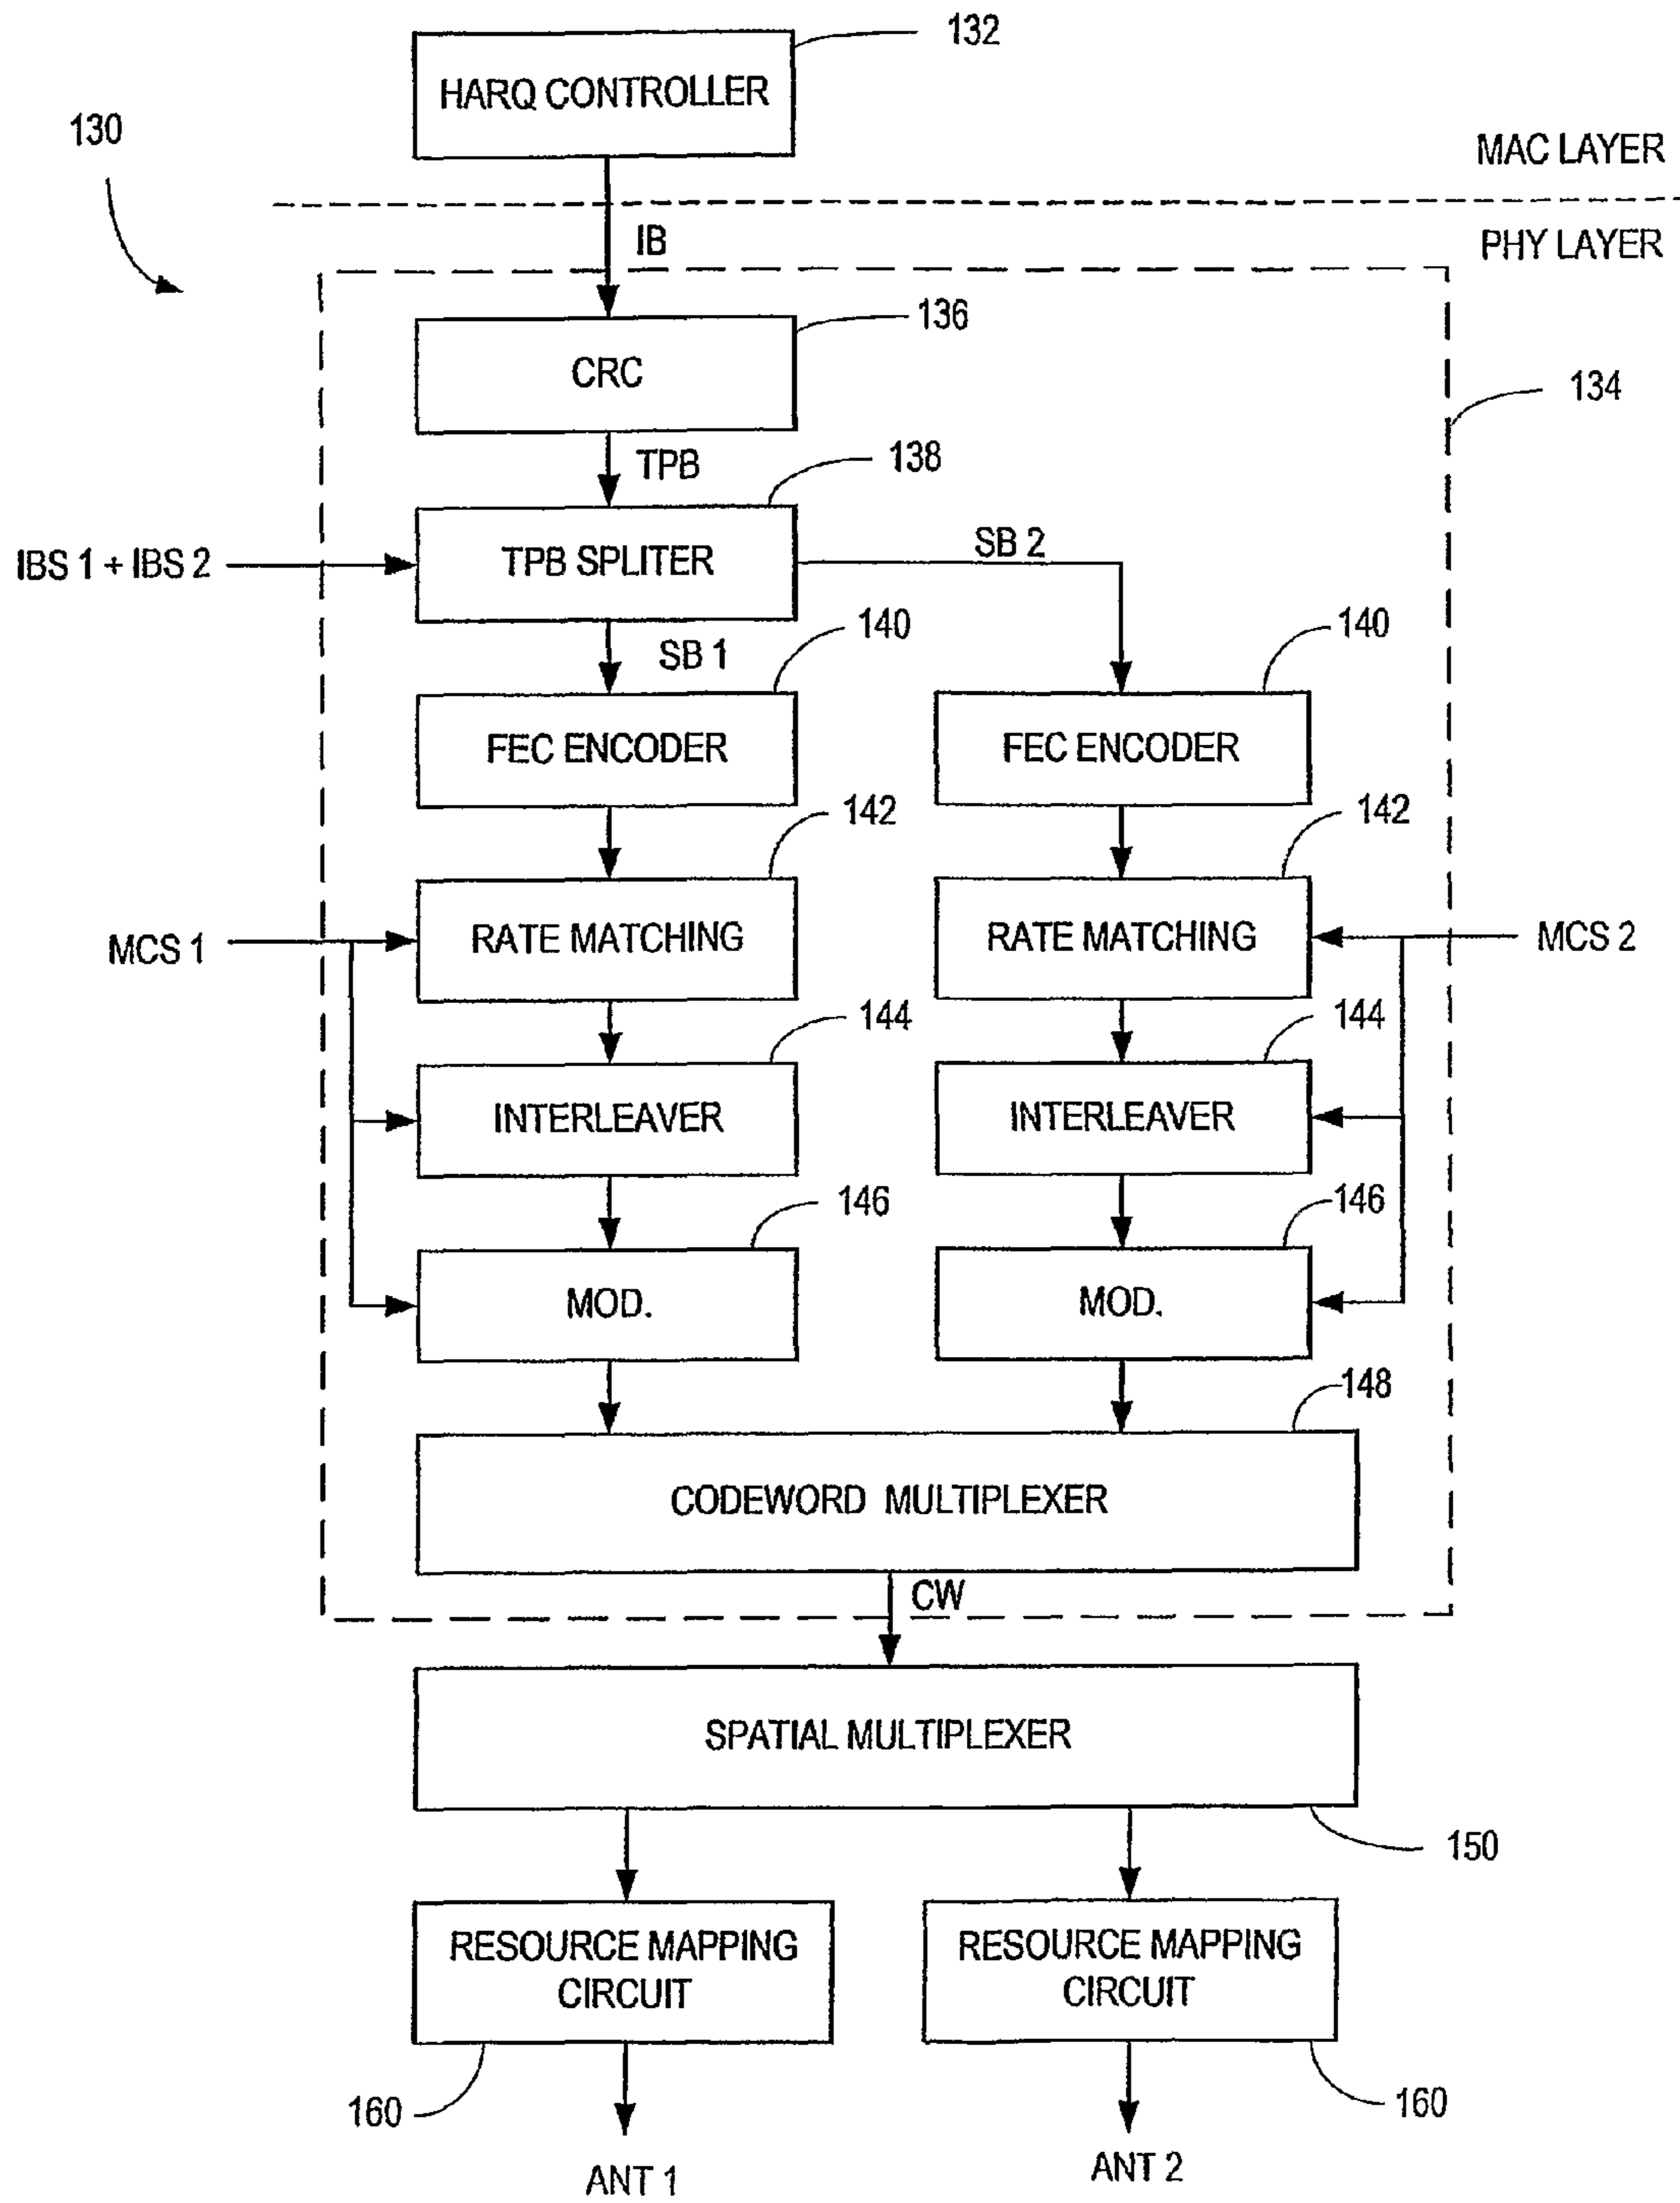 132
HARQ CONTROLLER
130
MAC LAYER
IB
PHY LAYER
136
CRC
134
TPB
138
IBS 1 + IBS 2
TPB SPLITER
SB 2
SB 1
140
140
FEC ENCODER
FEC ENCODER
142
142
MCS 1
RATE MATCHING
RATE MATCHING
MCS 2
144
144
INTERLEAVER
INTERLEAVER
146
146
MOD.
MOD.
148
CODEWORD MULTIPLEXER
CW
SPATIAL MULTIPLEXER
150
RESOURCE MAPPING
CIRCUIT
RESOURCE MAPPING
CIRCUIT
160
160
ANT 1
ANT 2